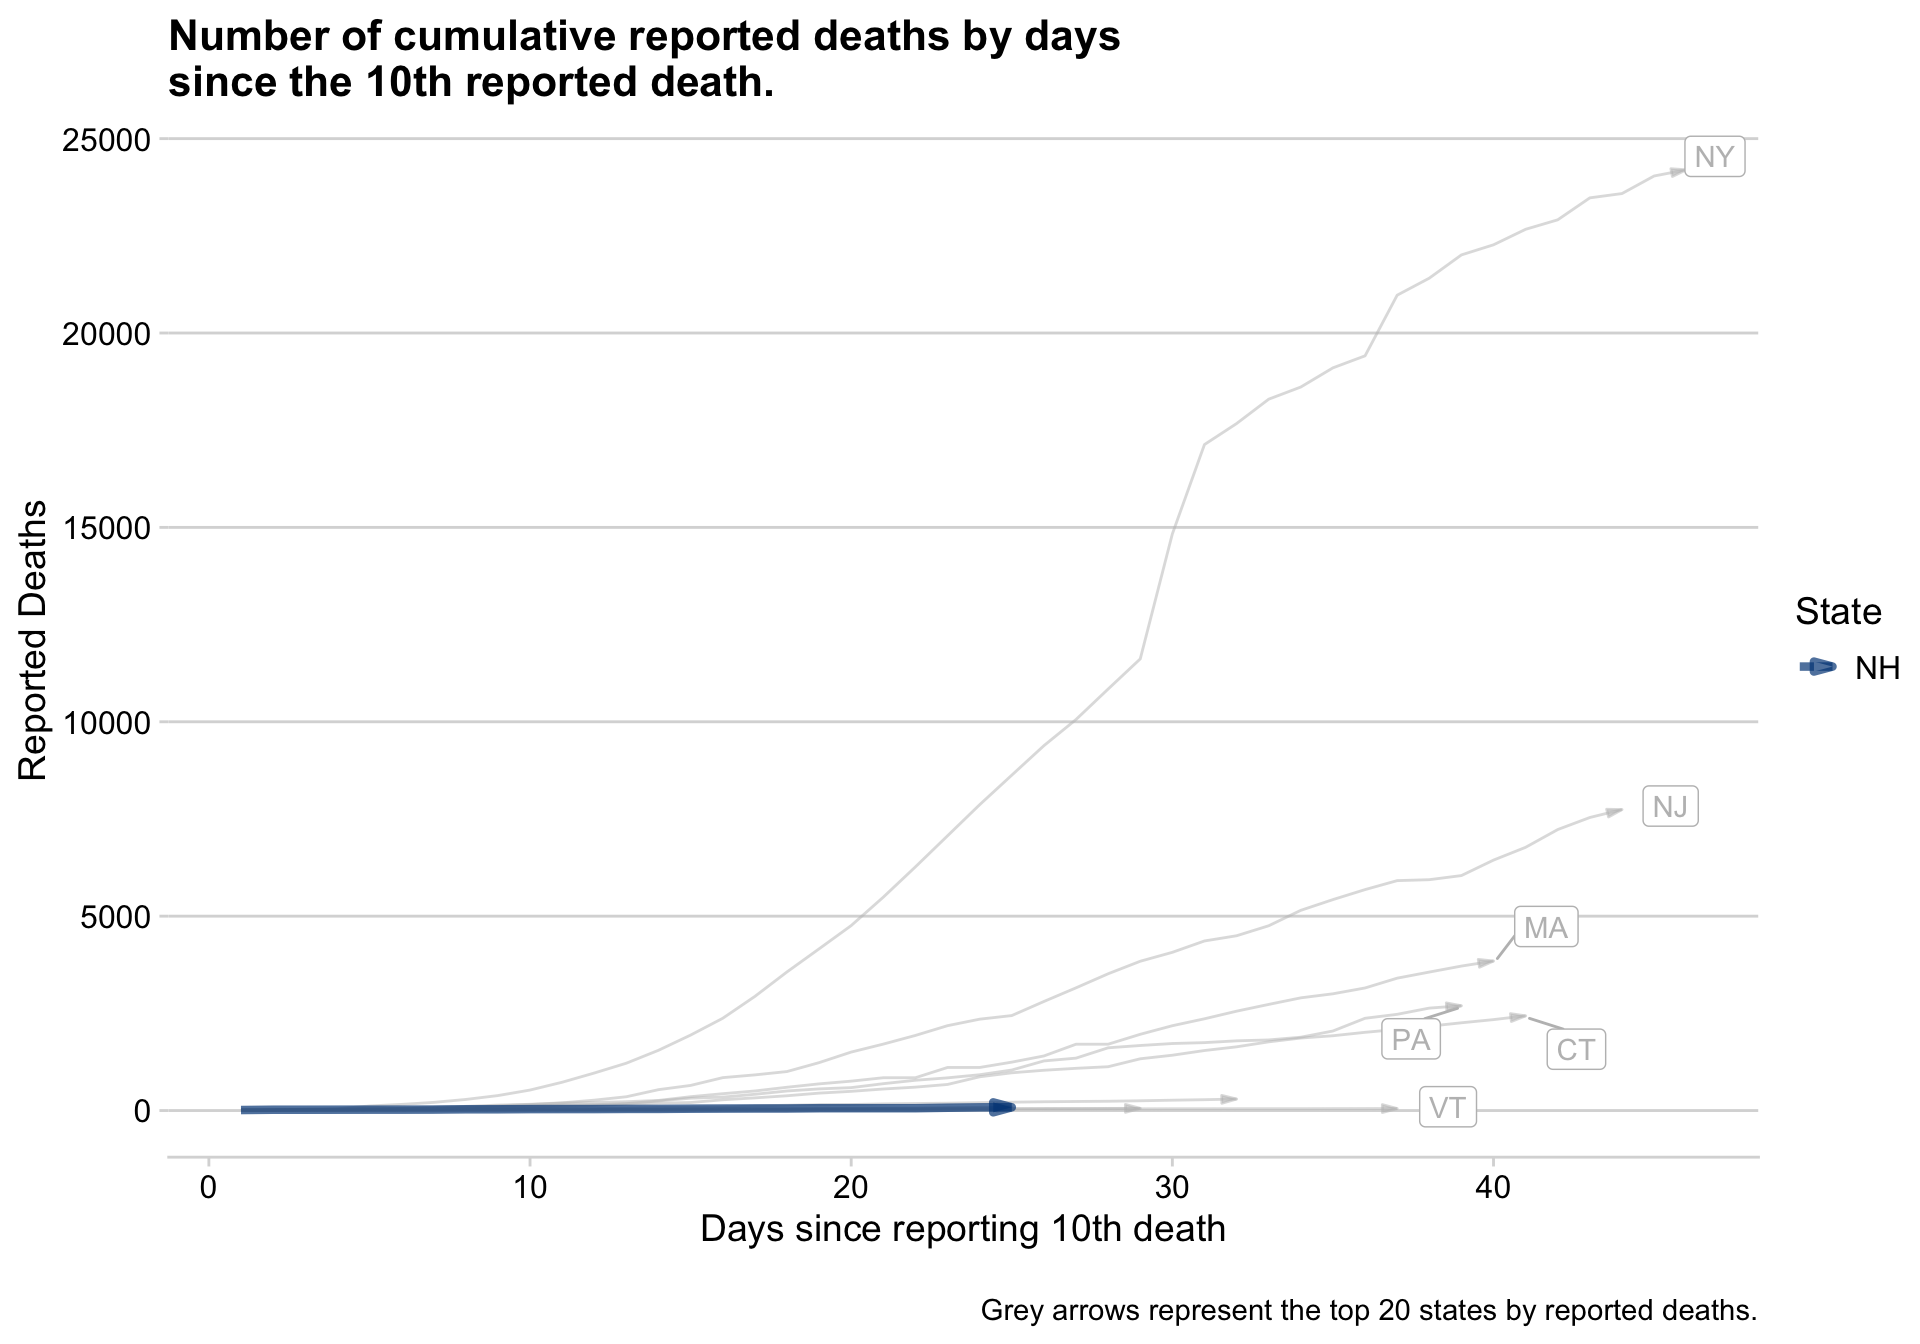 Number of cumulative reported deaths by days
since the 10th reported death.
25000
20000
15000
10000
5000
0
Reported Deaths
NY
NJ
MA
PA
CT
VT
State
NH
0 10 20 30 40
Days since reporting 10th death
Grey arrows represent the top 20 states by reported deaths.